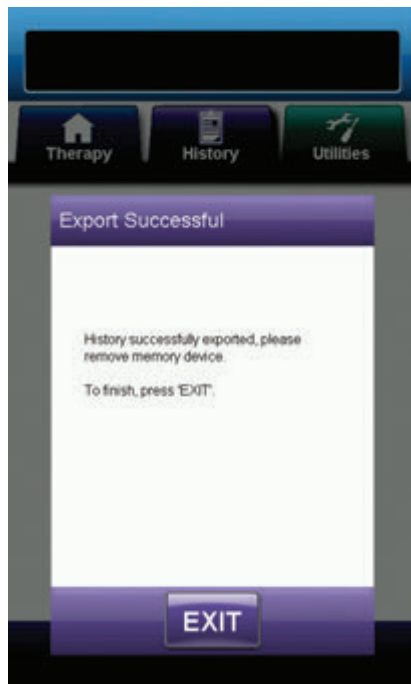 Therapy History Utilities
Export Successful
History successfully exported, please
remove memory device.
To finish, press 'EXIT'.
EXIT